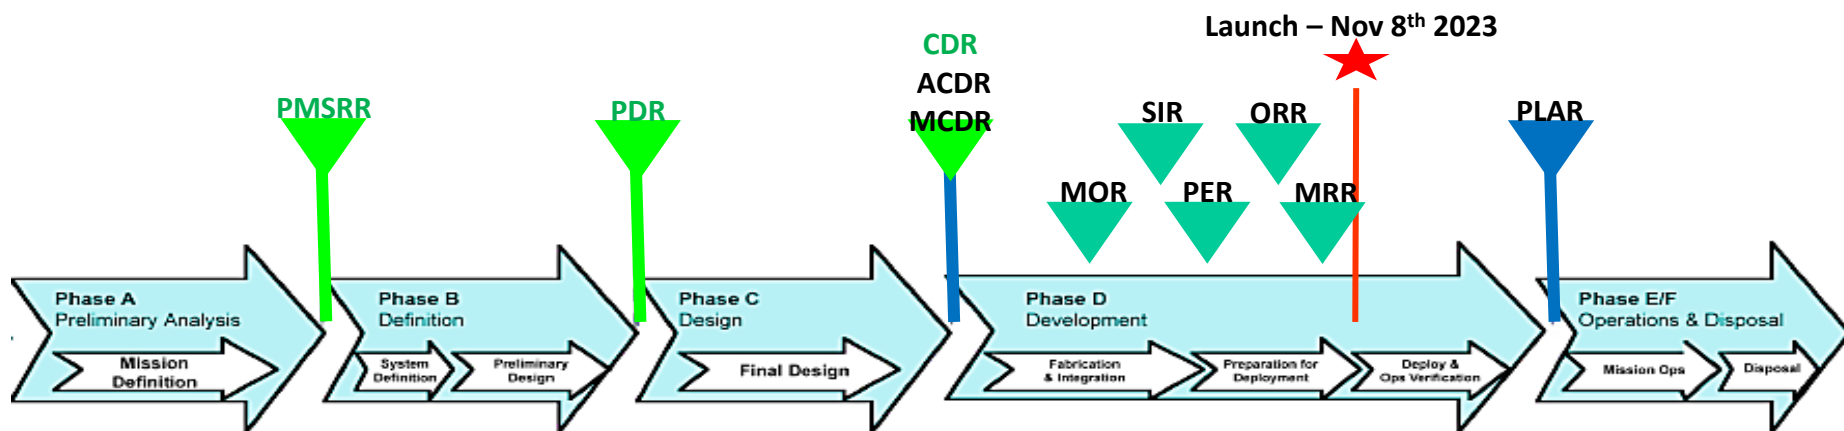 Launch – Nov 8th 2023
CDR
ACDR
MCDR
PMSRR
PDR
SIR
ORR
PLAR
MOR
PER
MRR
Phase A
Preliminary Analysis
Mission
Definition
Phase B
Definition
System
Definition
Preliminary
Design
Phase C
Design
Final Design
Phase D
Development
Fabrication
& Integration
Preparation for
Deployment
Deploy &
Ops Verification
Phase E/F
Operations & Disposal
Mission Ops
Disposal